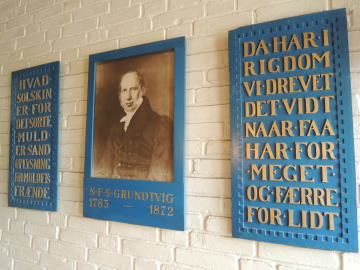 HVAD
SOLSKIN
ER·FOR
DET SORTE
MULD
ER·SAND
OPLYSNING
FOR MULDETS
FRÆNDE
N·F·S·GRUNDTVIG
1783 — 1872
DA·HAR·I
RIGDOM
VI·DREVET
DET·VIDT
NAAR·FAA
HAR·FOR
MEGET
OG·FÆRRE
FOR·LIDT